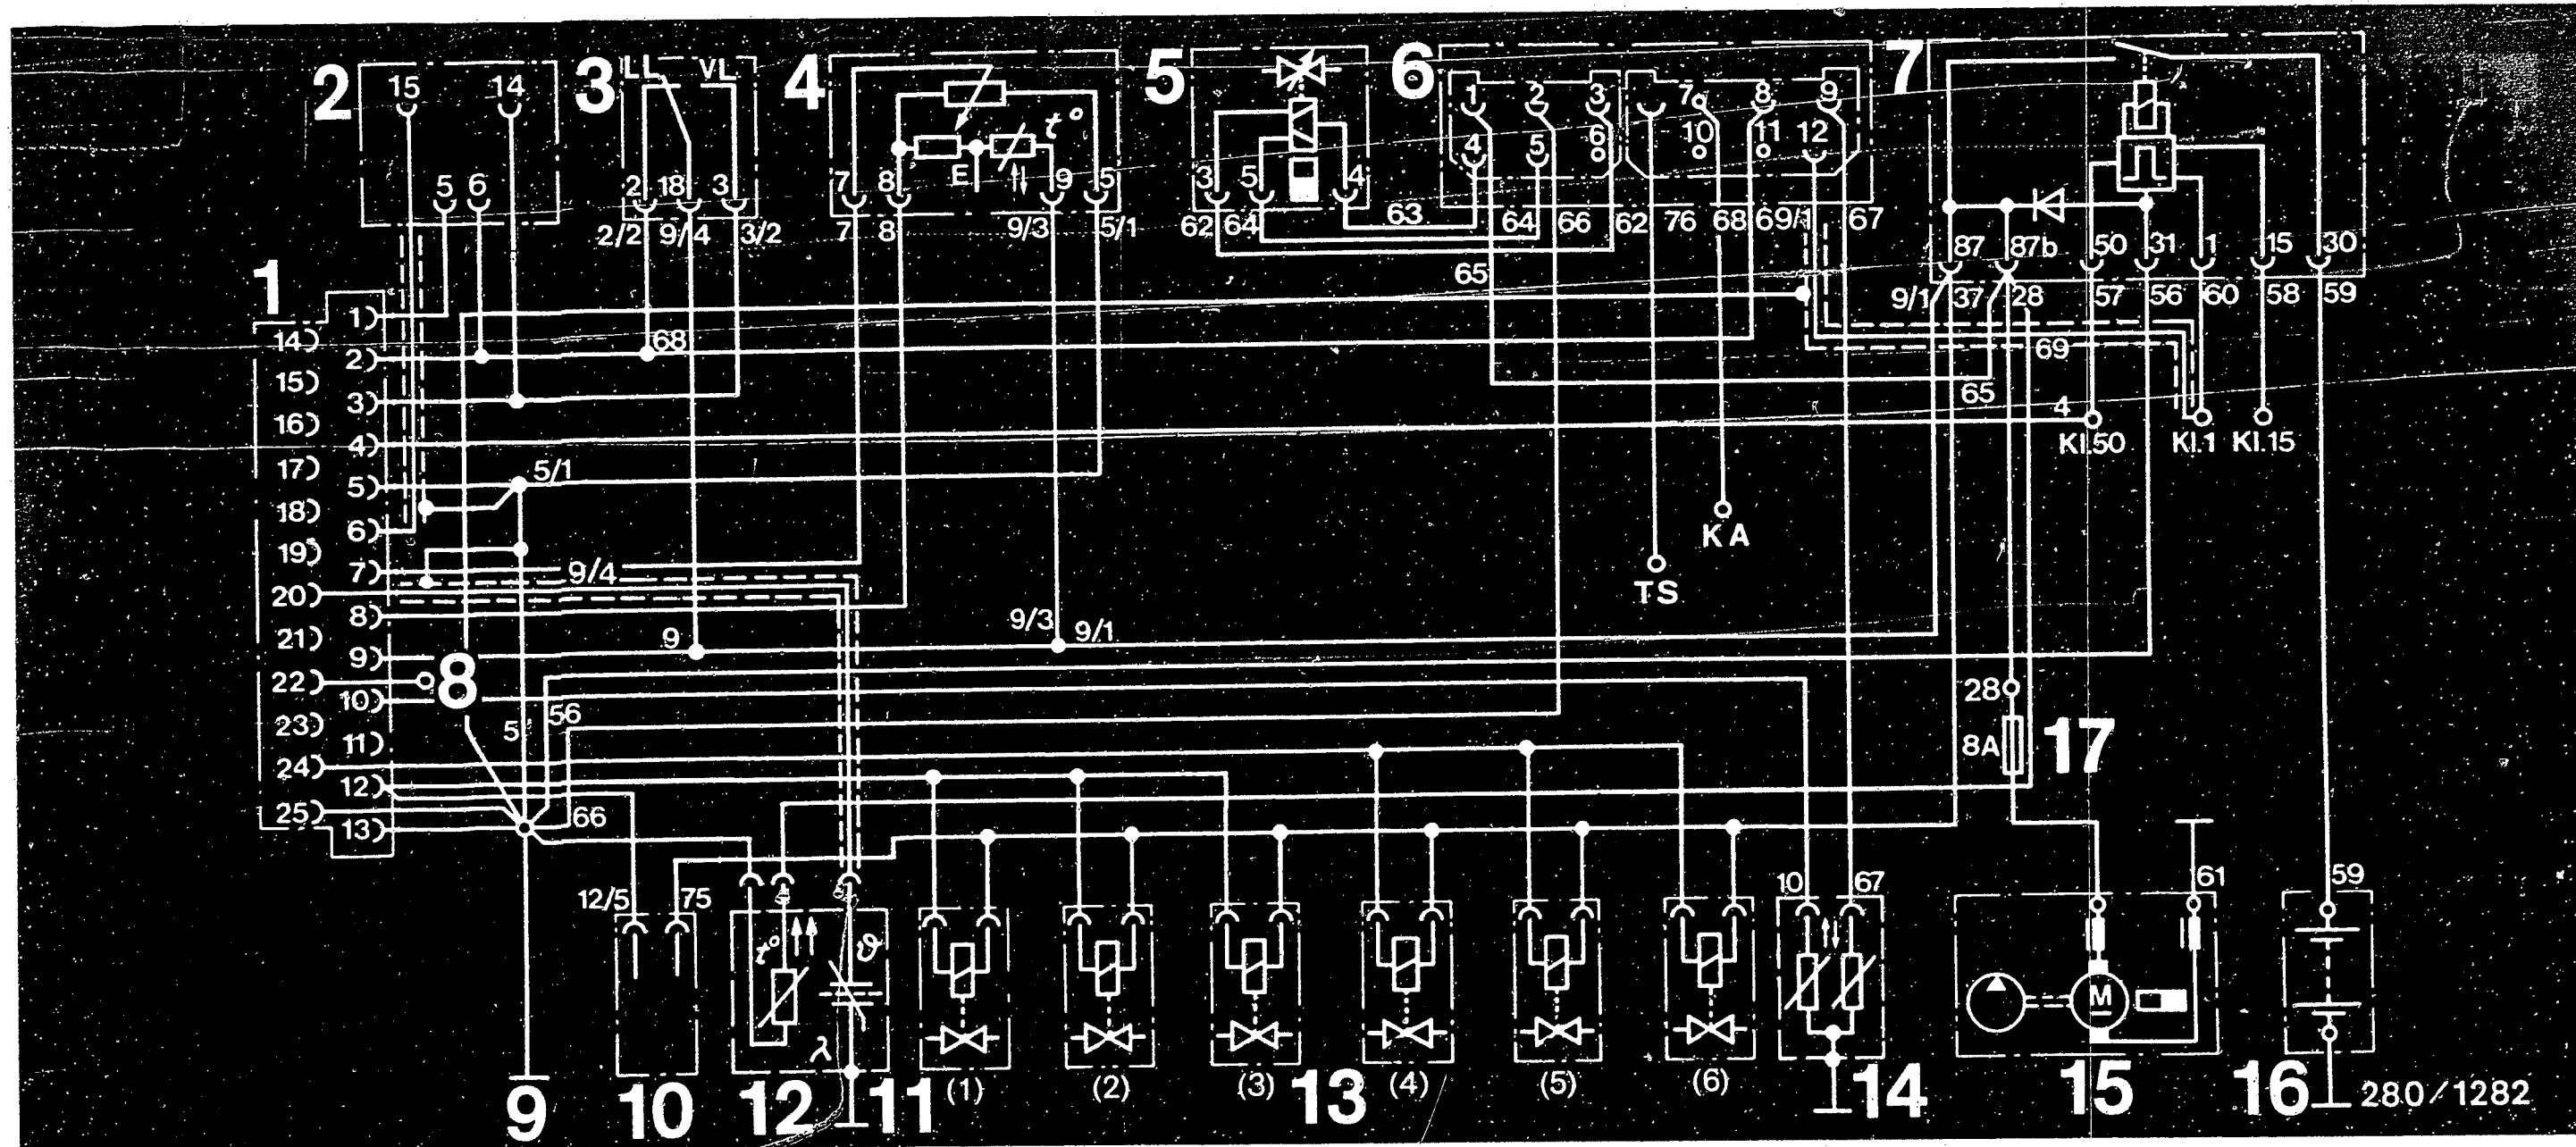 2 3 4 5 6 7
15 14
LL VL
t°
1 2 3 7 8 9
4 5 6 10 11 12
5 6
2 18 3
7 8 E 9 5
3 5 4
2/2 9/4 3/2
7 8 9/3 5/1
62 64 63
64 66 62 76 68 69 9/1 67
87 87b 50 31 1 15 30
9/1 37 28 57 56 60 58 59
65
1
1
14
2
68
69
15
3
65
16
4
4
Kl.50 Kl.1 Kl.15
17
5
5/1
18
6
KA
19
7
9/4
TS
20
8
21
9
9
9/3 9/1
22
8
10
28
23
5 56
11
8A
17
24
12
25
66
13
12/5 75
10 67
61
59
t° ϑ
λ
M
(1) (2) (3) (4) (5) (6)
9 10 12 11 13 14 15 16
280/1282